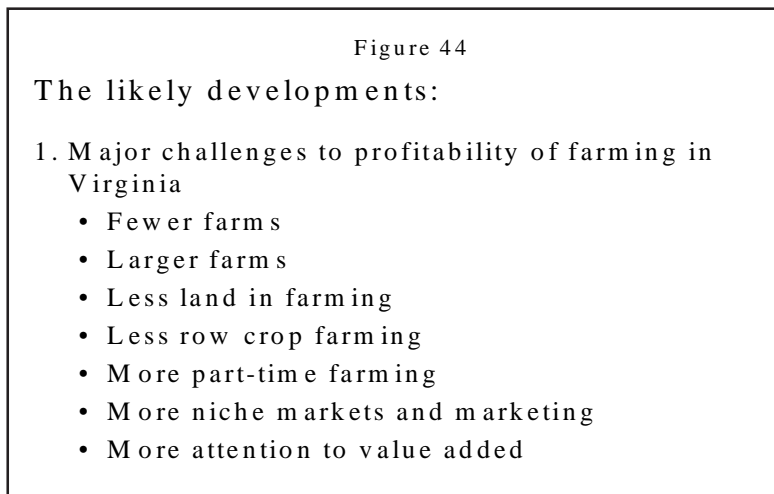 Figure 44
The likely developments:
1. Major challenges to profitability of farming in
Virginia
• Fewer farms
• Larger farms
• Less land in farming
• Less row crop farming
• More part-time farming
• More niche markets and marketing
• More attention to value added